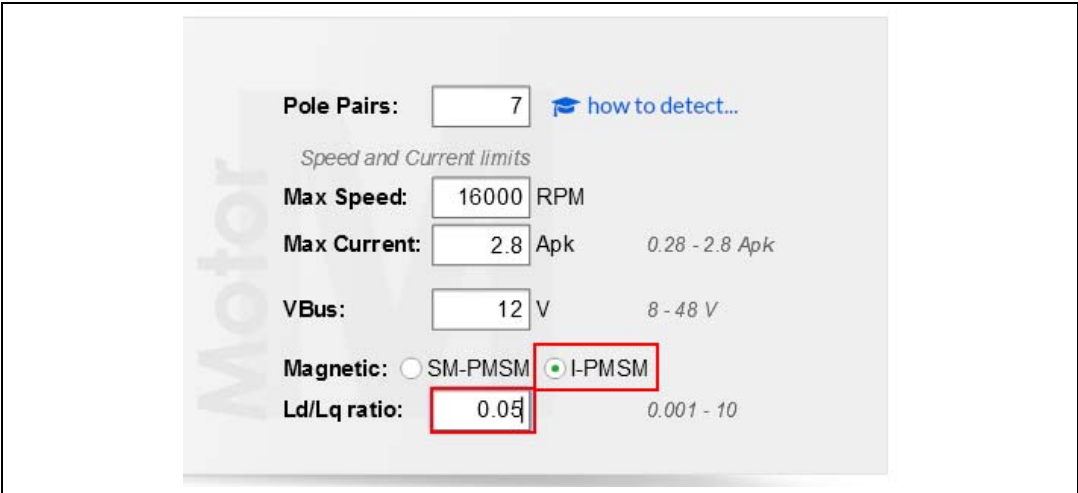 Motor
Pole Pairs: 7 how to detect...
Speed and Current limits
Max Speed: 16000 RPM
Max Current: 2.8 Apk 0.28 - 2.8 Apk
VBus: 12 V 8 - 48 V
Magnetic: SM-PMSM I-PMSM
Ld/Lq ratio: 0.05 0.001 - 10